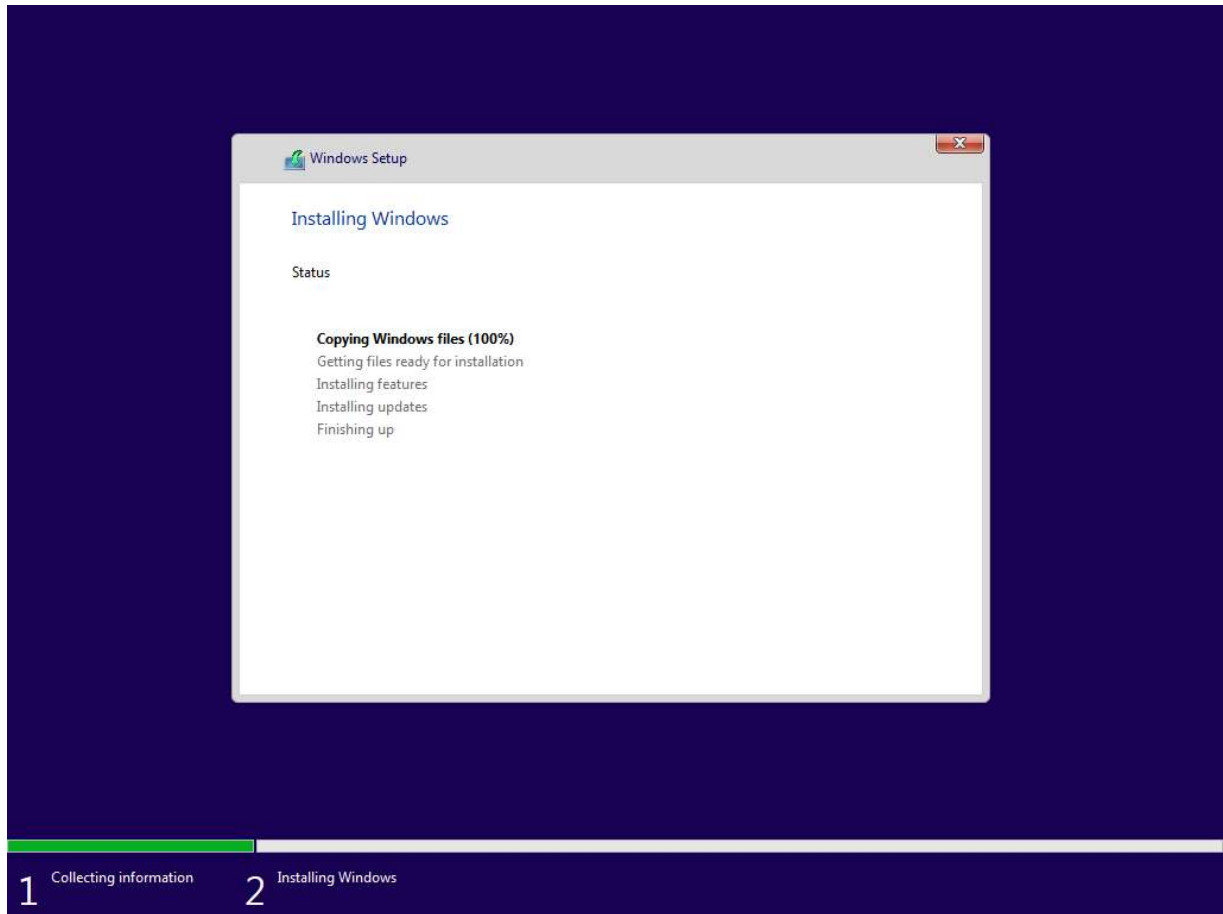 Windows Setup
Installing Windows
Status
Copying Windows files (100%)
Getting files ready for installation
Installing features
Installing updates
Finishing up
1 Collecting information 2 Installing Windows